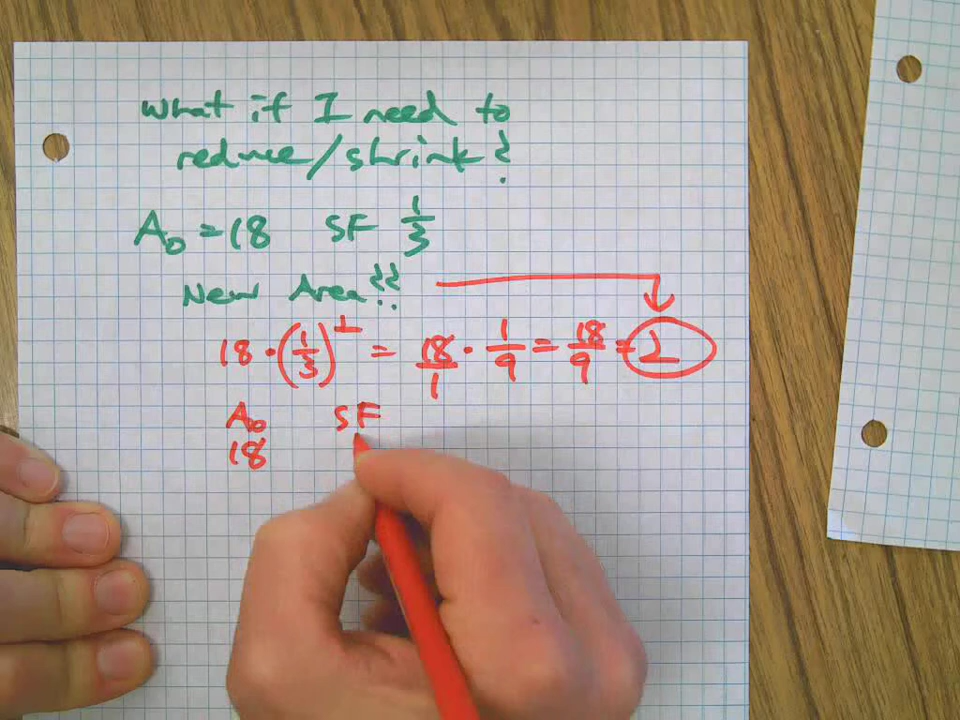 What if I need to
reduce/shrink?
A₀ = 18 SF 1/3
New Area??
18 · (1/3)² = 18/1 · 1/9 = 18/9 = 2
A₀ SF
18